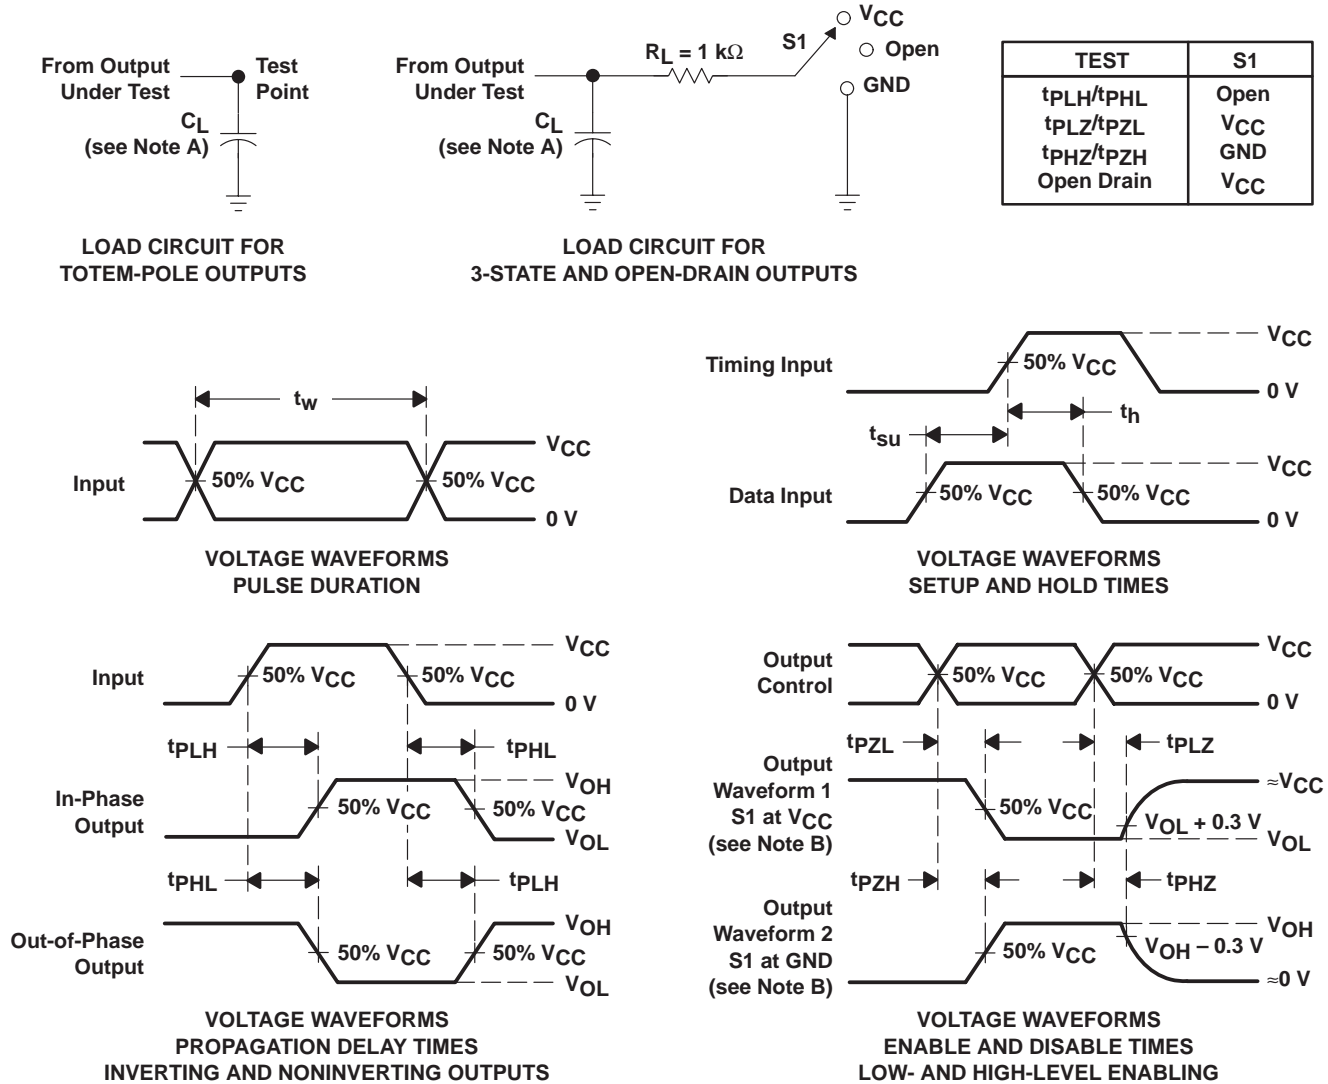 From Output
Under Test
Test
Point
CL
(see Note A)
LOAD CIRCUIT FOR
TOTEM-POLE OUTPUTS
From Output
Under Test
RL = 1 kΩ
S1
VCC
Open
GND
CL
(see Note A)
LOAD CIRCUIT FOR
3-STATE AND OPEN-DRAIN OUTPUTS
TEST S1
tPLH/tPHL Open
tPLZ/tPZL VCC
tPHZ/tPZH GND
Open Drain VCC
tw
Input
50% VCC
50% VCC
VCC
0 V
VOLTAGE WAVEFORMS
PULSE DURATION
Timing Input
50% VCC
VCC
0 V
tsu
th
Data Input
50% VCC
50% VCC
VCC
0 V
VOLTAGE WAVEFORMS
SETUP AND HOLD TIMES
Input
50% VCC
50% VCC
VCC
0 V
tPLH
tPHL
In-Phase
Output
50% VCC
50% VCC
VOH
VOL
tPHL
tPLH
Out-of-Phase
Output
50% VCC
50% VCC
VOH
VOL
VOLTAGE WAVEFORMS
PROPAGATION DELAY TIMES
INVERTING AND NONINVERTING OUTPUTS
Output
Control
50% VCC
50% VCC
VCC
0 V
tPZL
tPLZ
Output
Waveform 1
S1 at VCC
(see Note B)
50% VCC
VOL + 0.3 V
≈VCC
VOL
tPZH
tPHZ
Output
Waveform 2
S1 at GND
(see Note B)
50% VCC
VOH − 0.3 V
VOH
≈0 V
VOLTAGE WAVEFORMS
ENABLE AND DISABLE TIMES
LOW- AND HIGH-LEVEL ENABLING